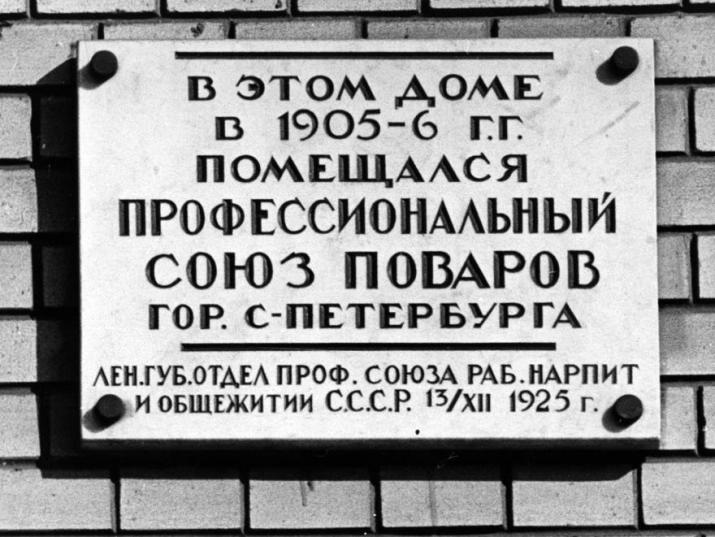 В ЭТОМ ДОМЕ
В 1905-6 Г.Г.
ПОМЕЩАЛСЯ
ПРОФЕССИОНАЛЬНЫЙ
СОЮЗ ПОВАРОВ
ГОР. С-ПЕТЕРБУРГА
ЛЕН.ГУБ.ОТДЕЛ ПРОФ. СОЮЗА РАБ. НАРПИТ
И ОБЩЕЖИТИИ С.С.С.Р. 13/XII 1925 г.